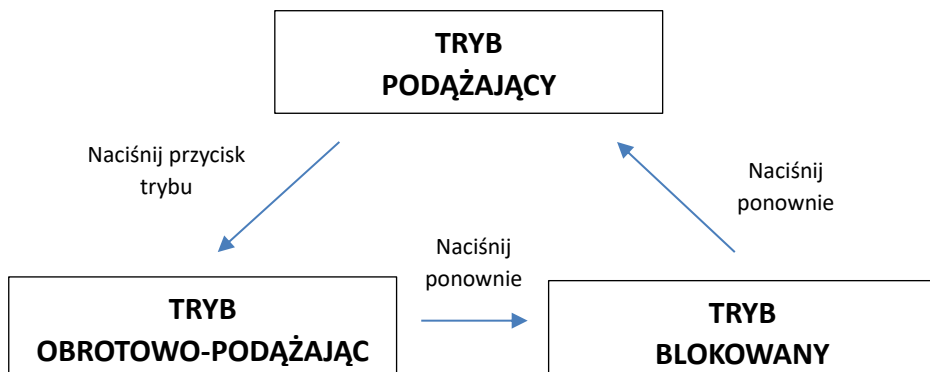 TRYB
PODĄŻAJĄCY
Naciśnij przycisk
trybu
Naciśnij
ponownie
Naciśnij
ponownie
TRYB
OBROTOWO-PODĄŻAJĄC
TRYB
BLOKOWANY